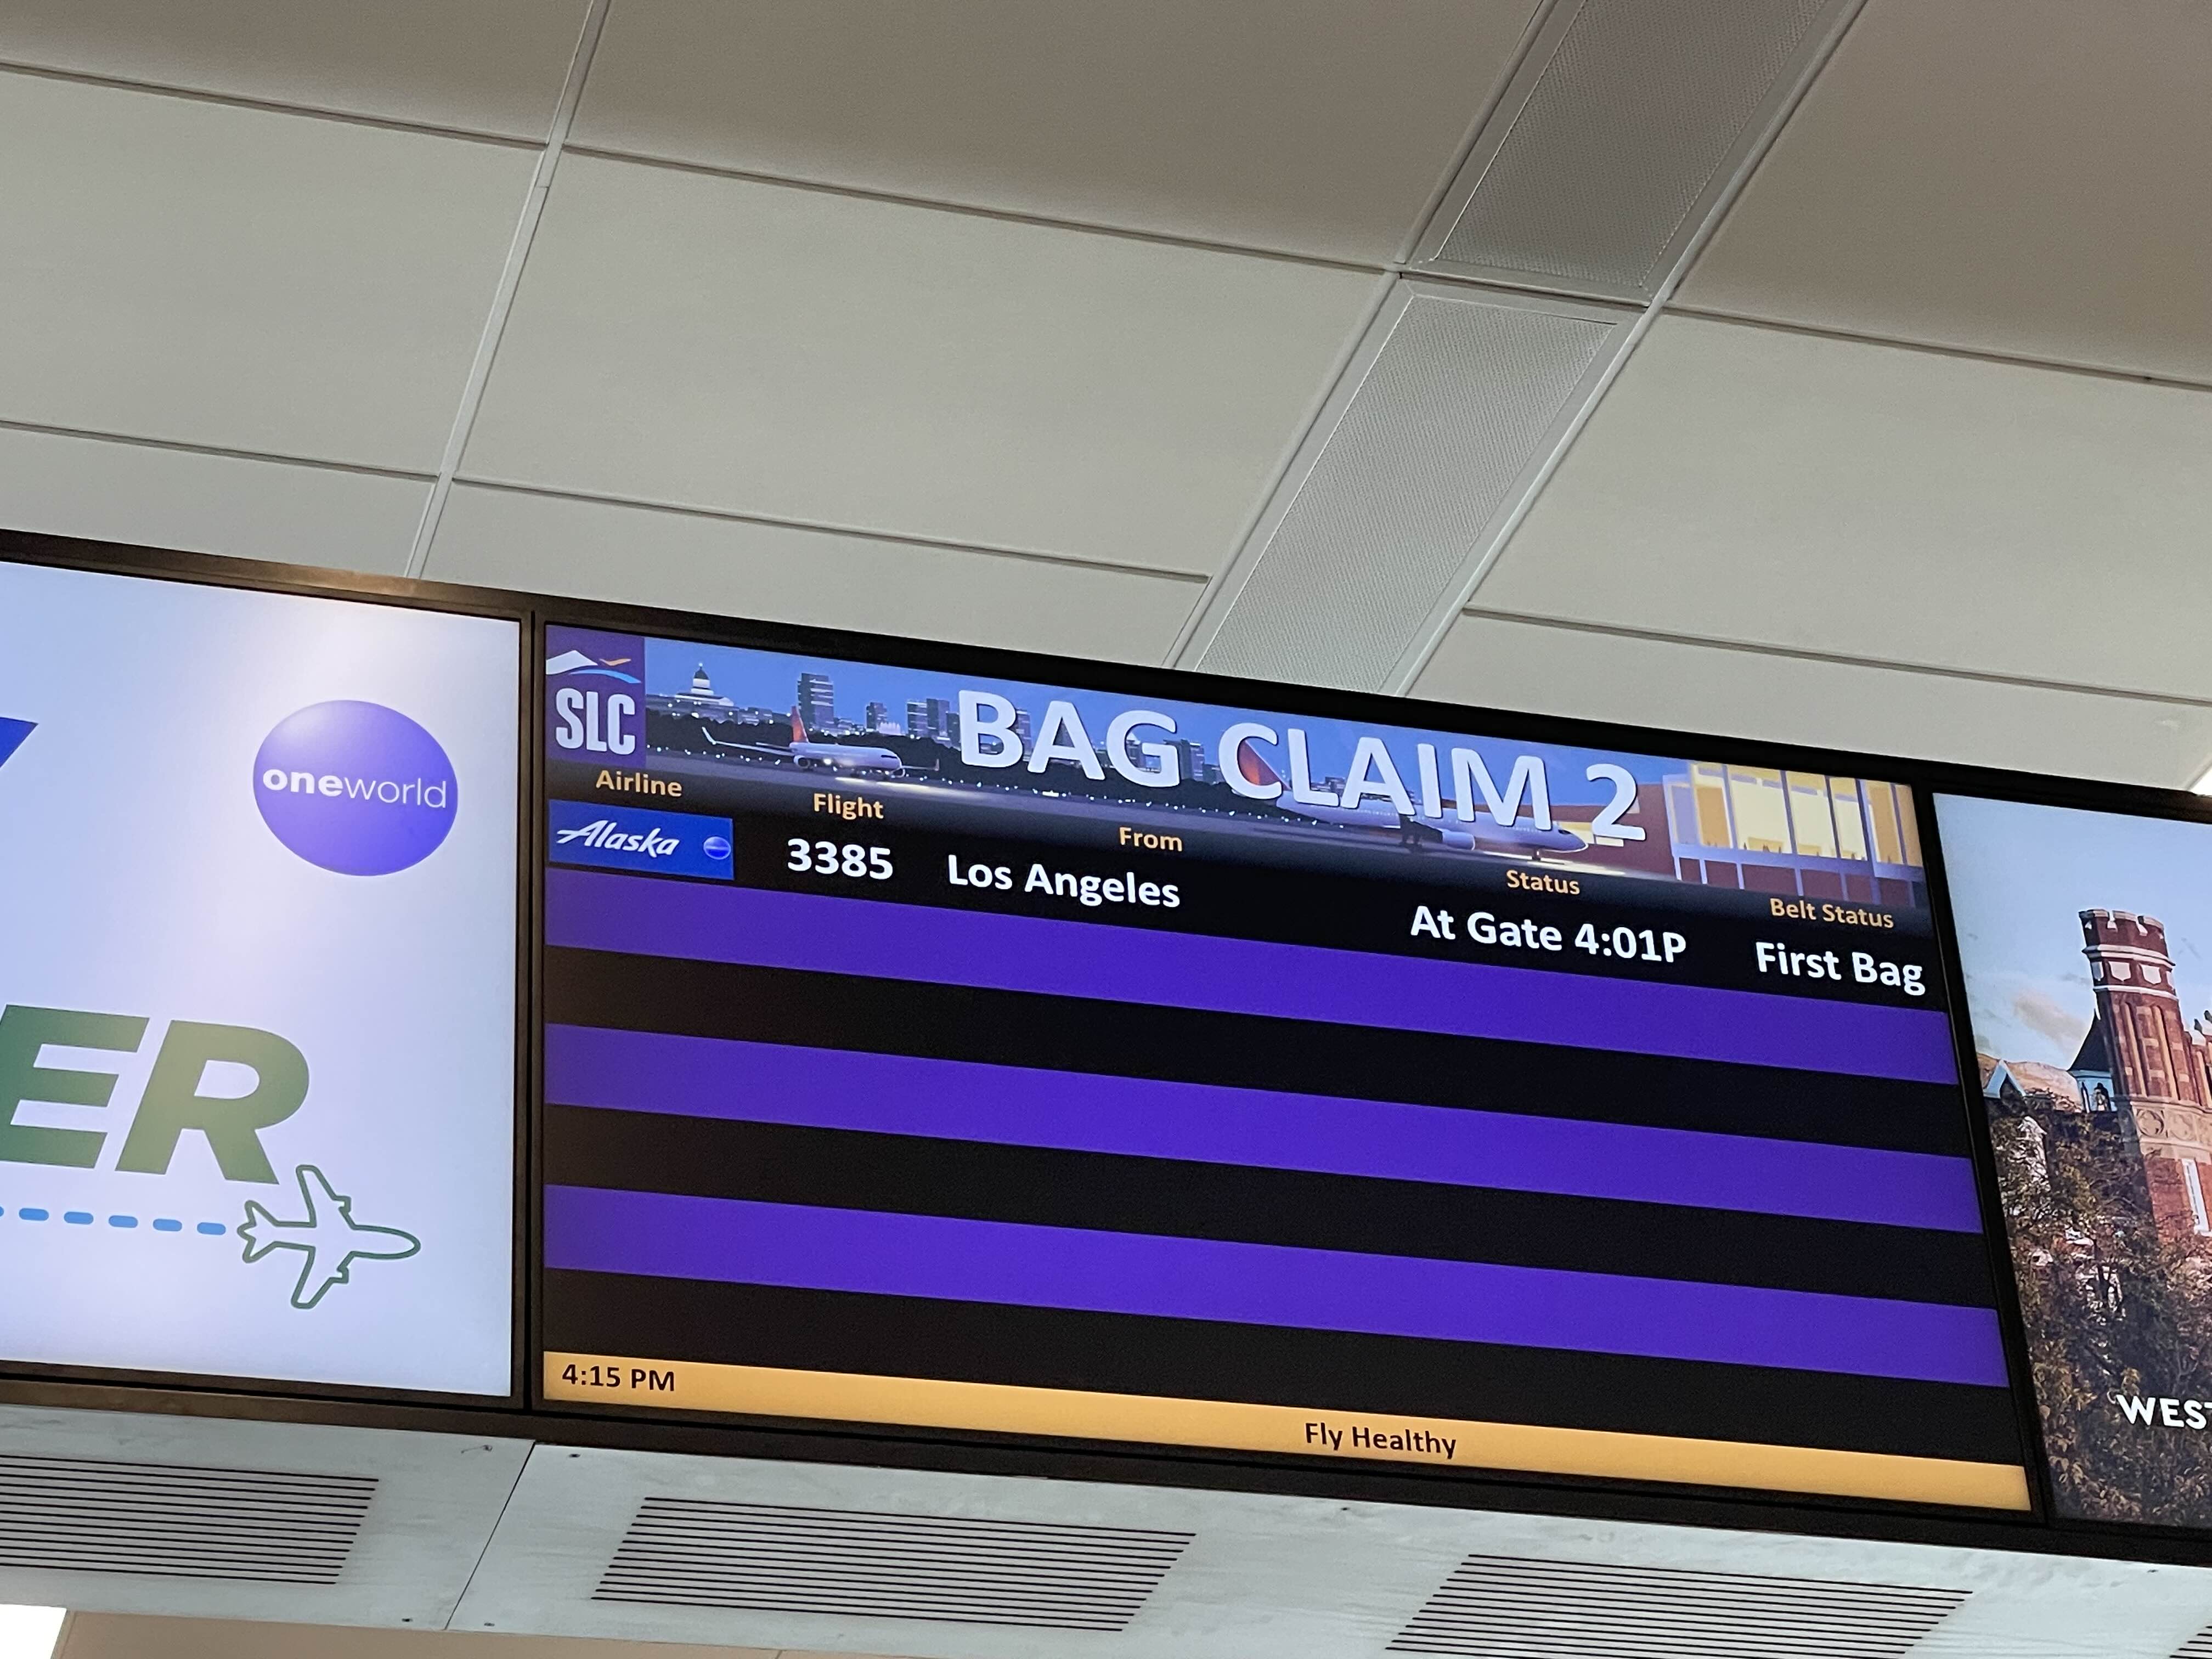 oneworld
ER
SLC
BAG CLAIM 2
Airline Flight From Status Belt Status
Alaska 3385 Los Angeles At Gate 4:01P First Bag
4:15 PM
Fly Healthy
WEST